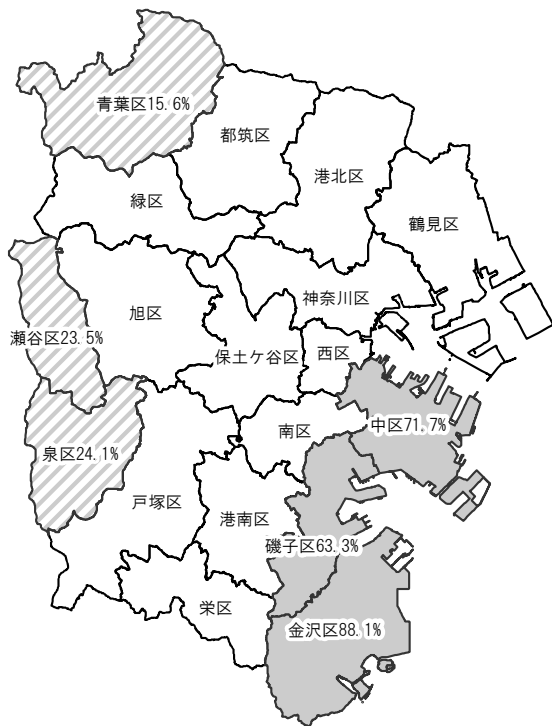 青葉区15.6%
都筑区
港北区
緑区
鶴見区
神奈川区
旭区
瀬谷区23.5%
保土ケ谷区
西区
中区71.7%
南区
泉区24.1%
戸塚区
港南区
磯子区63.3%
栄区
金沢区88.1%